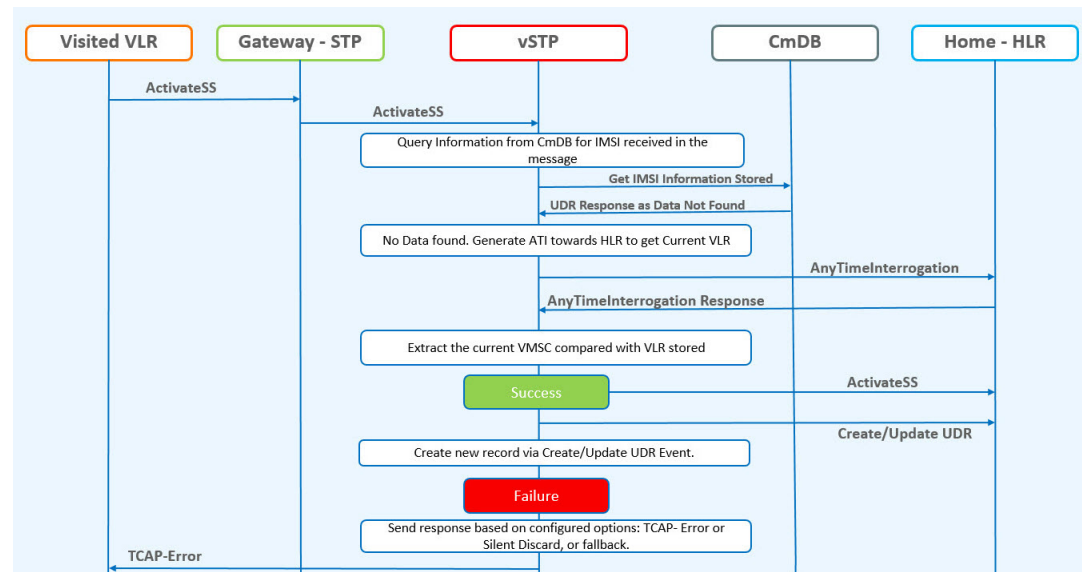 Visited VLR
Gateway - STP
vSTP
CmDB
Home - HLR
ActivateSS
ActivateSS
Query Information from CmDB for IMSI received in the
message
Get IMSI Information Stored
UDR Response as Data Not Found
No Data found. Generate ATI towards HLR to get Current VLR
AnyTimeInterrogation
AnyTimeInterrogation Response
Extract the current VMSC compared with VLR stored
Success
ActivateSS
Create/Update UDR
Create new record via Create/Update UDR Event.
Failure
Send response based on configured options: TCAP- Error or
Silent Discard, or fallback.
TCAP-Error